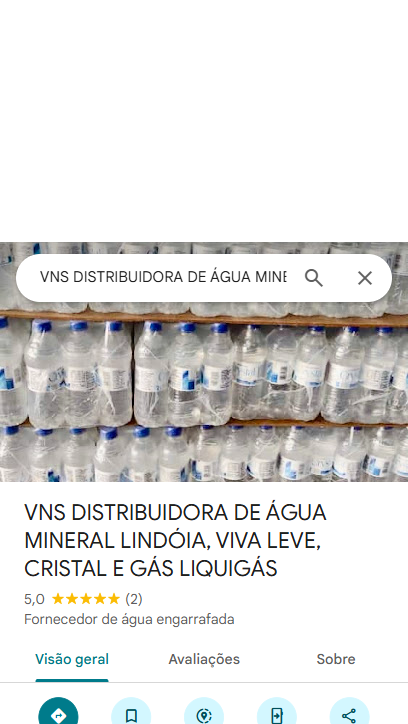 VNS DISTRIBUIDORA DE ÁGUA MINE
VNS DISTRIBUIDORA DE ÁGUA
MINERAL LINDÓIA, VIVA LEVE,
CRISTAL E GÁS LIQUIGÁS
5,0 (2)
Fornecedor de água engarrafada
Visão geral Avaliações Sobre